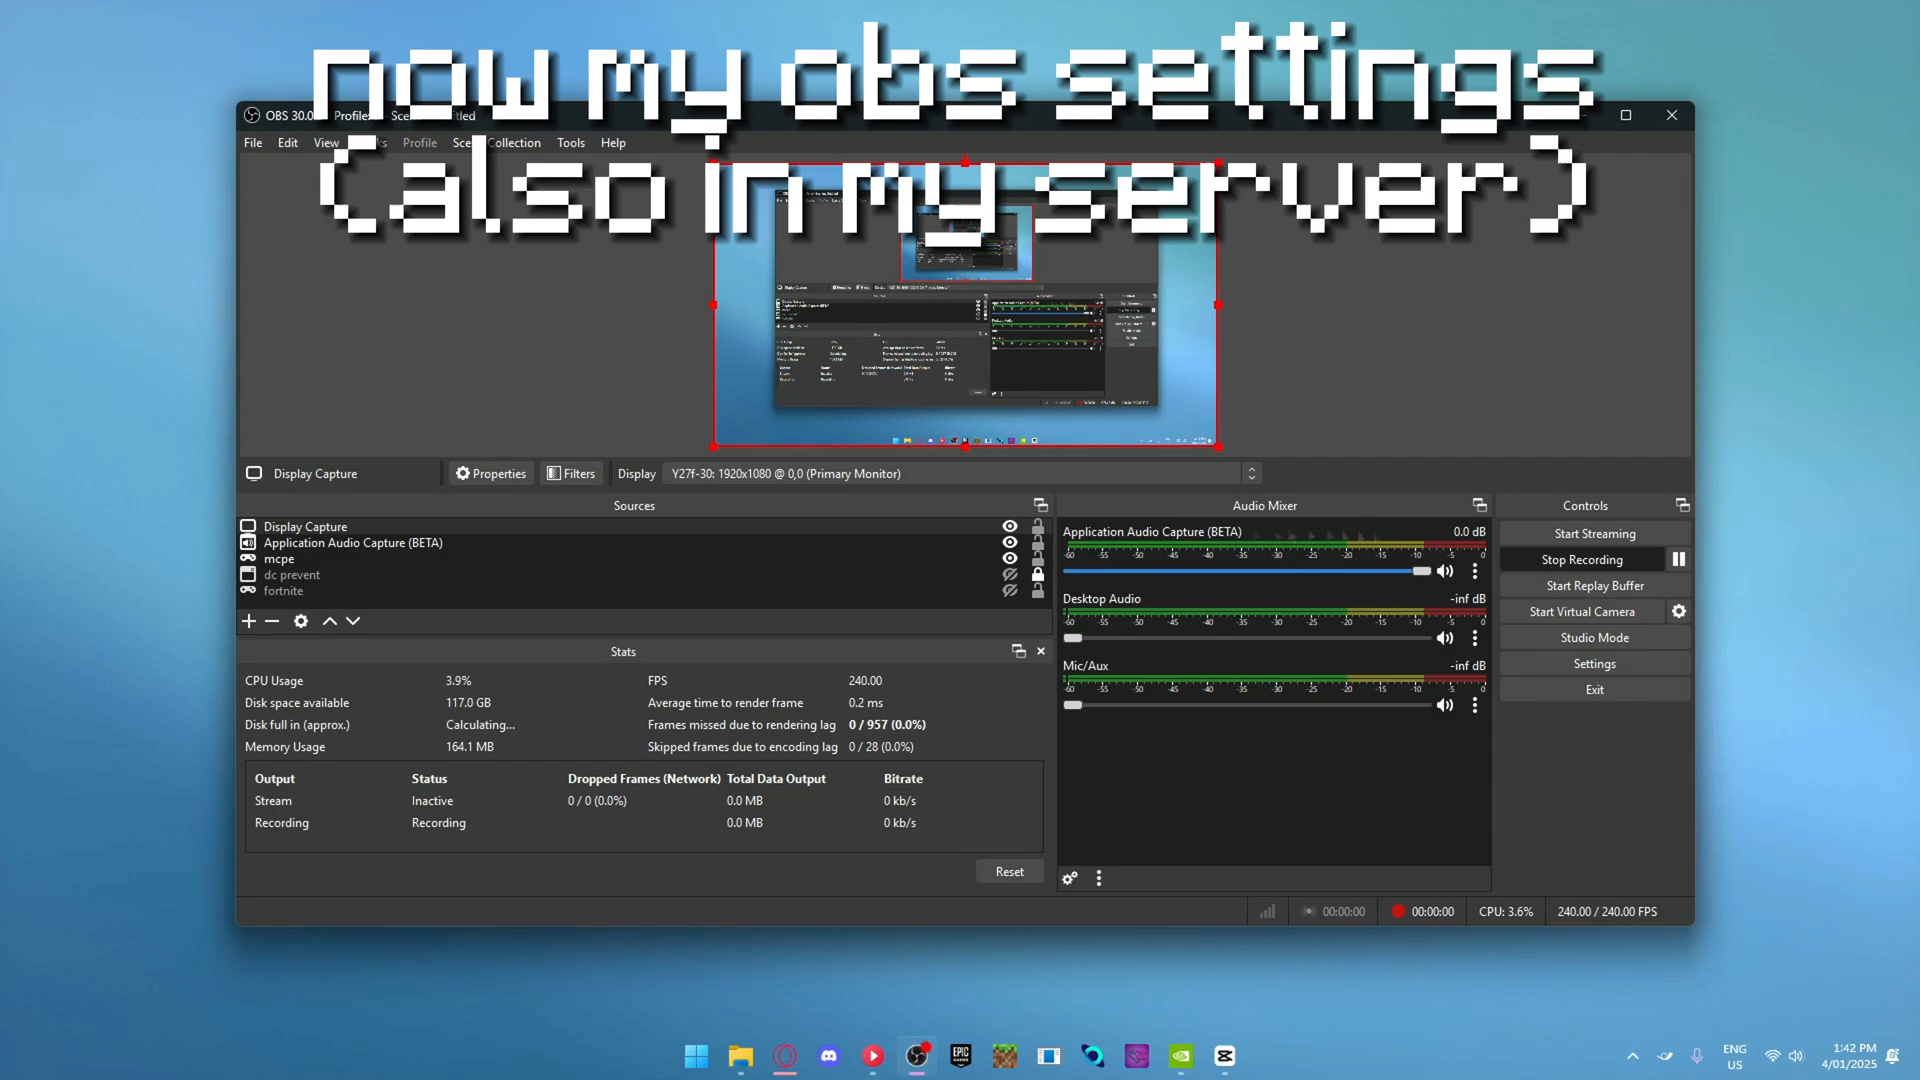 now my obs settings
(also in my server)
OBS 30.0
Profile:
Scen
titled
File Edit View
Profile
Sce
Collection Tools Help
Display Capture
Properties
Filters
Display
Y27f-30: 1920x1080 @ 0,0 (Primary Monitor)
Sources
Display Capture
Application Audio Capture (BETA)
mcpe
dc prevent
fortnite
Stats
CPU Usage 3.9% FPS 240.00
Disk space available 117.0 GB Average time to render frame 0.2 ms
Disk full in (approx.) Calculating... Frames missed due to rendering lag 0 / 957 (0.0%)
Memory Usage 164.1 MB Skipped frames due to encoding lag 0 / 28 (0.0%)
Output Status Dropped Frames (Network) Total Data Output Bitrate
Stream Inactive 0 / 0 (0.0%) 0.0 MB 0 kb/s
Recording Recording 0.0 MB 0 kb/s
Reset
Audio Mixer
Application Audio Capture (BETA) 0.0 dB
-60 -55 -50 -45 -40 -35 -30 -25 -20 -15 -10 -5 0
Desktop Audio -inf dB
-60 -55 -50 -45 -40 -35 -30 -25 -20 -15 -10 -5 0
Mic/Aux -inf dB
-60 -55 -50 -45 -40 -35 -30 -25 -20 -15 -10 -5 0
Controls
Start Streaming
Stop Recording
Start Replay Buffer
Start Virtual Camera
Studio Mode
Settings
Exit
00:00:00 00:00:00 CPU: 3.6% 240.00 / 240.00 FPS
EPIC GAMES
ENG
US
1:42 PM
4/01/2025